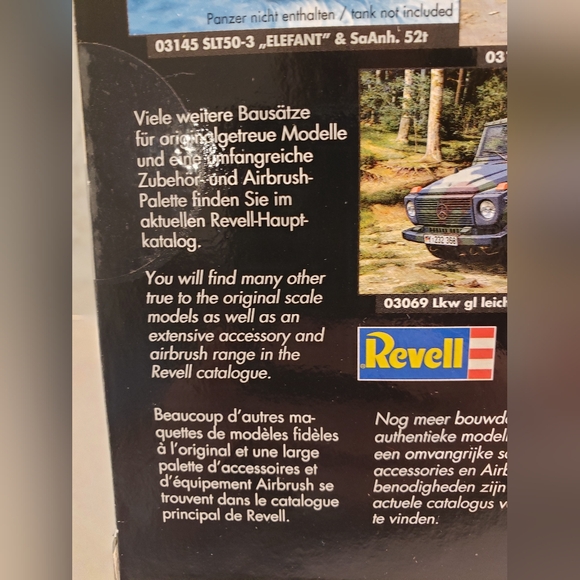 Panzer nicht enthalten / tank not included
03145 SLT50-3 „ELEFANT” & SaAnh. 52t
03
Viele weitere Bausätze
für originalgetreue Modelle
und eine umfangreiche
Zubehör- und Airbrush-
Palette finden Sie im
aktuellen Revell-Haupt-
katalog.
03069 Lkw gl leich
You will find many other
true to the original scale
models as well as an
extensive accessory and
airbrush range in the
Revell catalogue.
Revell
Beaucoup d'autres ma-
quettes de modèles fidèles
à l'original et une large
palette d'accessoires et
d'équipement Airbrush se
trouvent dans le catalogue
principal de Revell.
Nog meer bouwd
authentieke model
een omvangrijke
accessories en Airb
benodigheden zijn
actuele catalogus
te vinden.